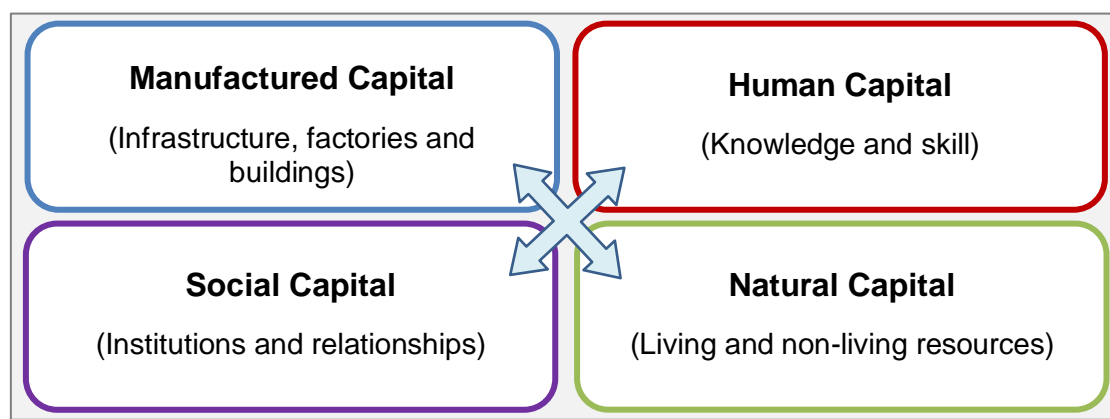 Manufactured Capital
(Infrastructure, factories and
buildings)
Human Capital
(Knowledge and skill)
Social Capital
(Institutions and relationships)
Natural Capital
(Living and non-living resources)